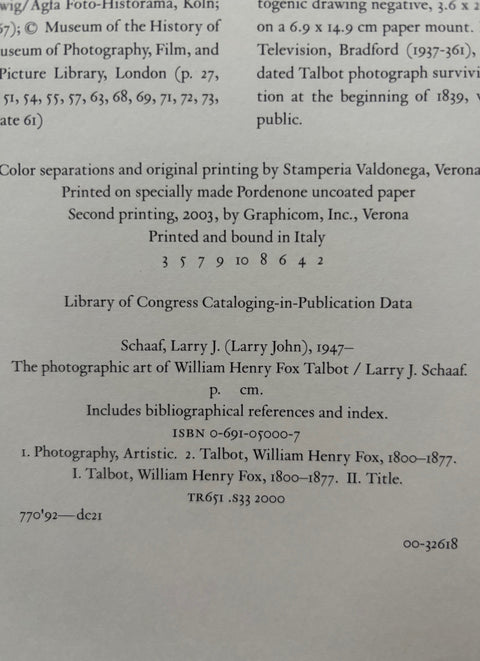 wig/Agfa Foto-Historama, Köln;
67); © Museum of the History of
useum of Photography, Film, and
Picture Library, London (p. 27,
51, 54, 55, 57, 63, 68, 69, 71, 72, 73,
ate 61)
togenic drawing negative, 3.6 x 2
on a 6.9 x 14.9 cm paper mount.
Television, Bradford (1937-361),
dated Talbot photograph survivi
tion at the beginning of 1839,
public.
Color separations and original printing by Stamperia Valdonega, Verona
Printed on specially made Pordenone uncoated paper
Second printing, 2003, by Graphicom, Inc., Verona
Printed and bound in Italy
3 5 7 9 10 8 6 4 2
Library of Congress Cataloging-in-Publication Data
Schaaf, Larry J. (Larry John), 1947–
The photographic art of William Henry Fox Talbot / Larry J. Schaaf.
p. cm.
Includes bibliographical references and index.
ISBN 0-691-05000-7
1. Photography, Artistic. 2. Talbot, William Henry Fox, 1800–1877.
I. Talbot, William Henry Fox, 1800–1877. II. Title.
TR651 .S33 2000
770'92—dc21
00-32618